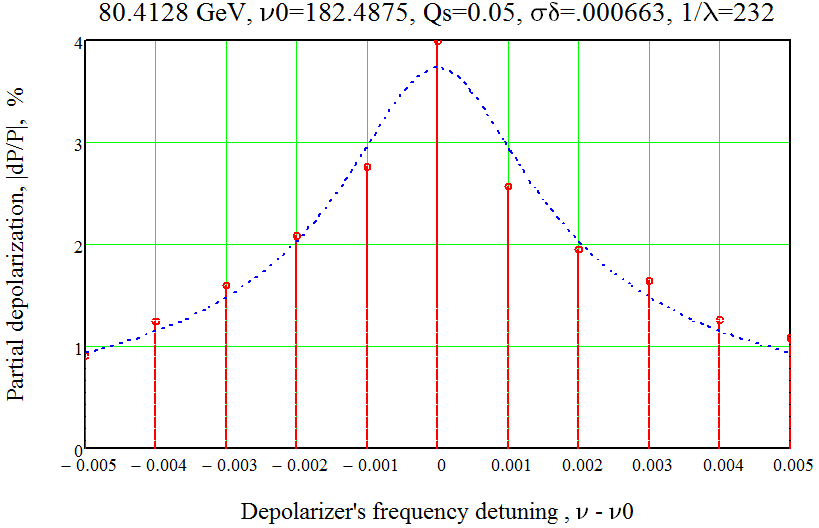 80.4128 GeV, ν0=182.4875, Qs=0.05, σδ=.000663, 1/λ=232
Partial depolarization, |dP/P|, %
4
3
2
1
0
− 0.005 − 0.004 − 0.003 − 0.002 − 0.001 0 0.001 0.002 0.003 0.004 0.005
Depolarizer's frequency detuning , ν - ν0